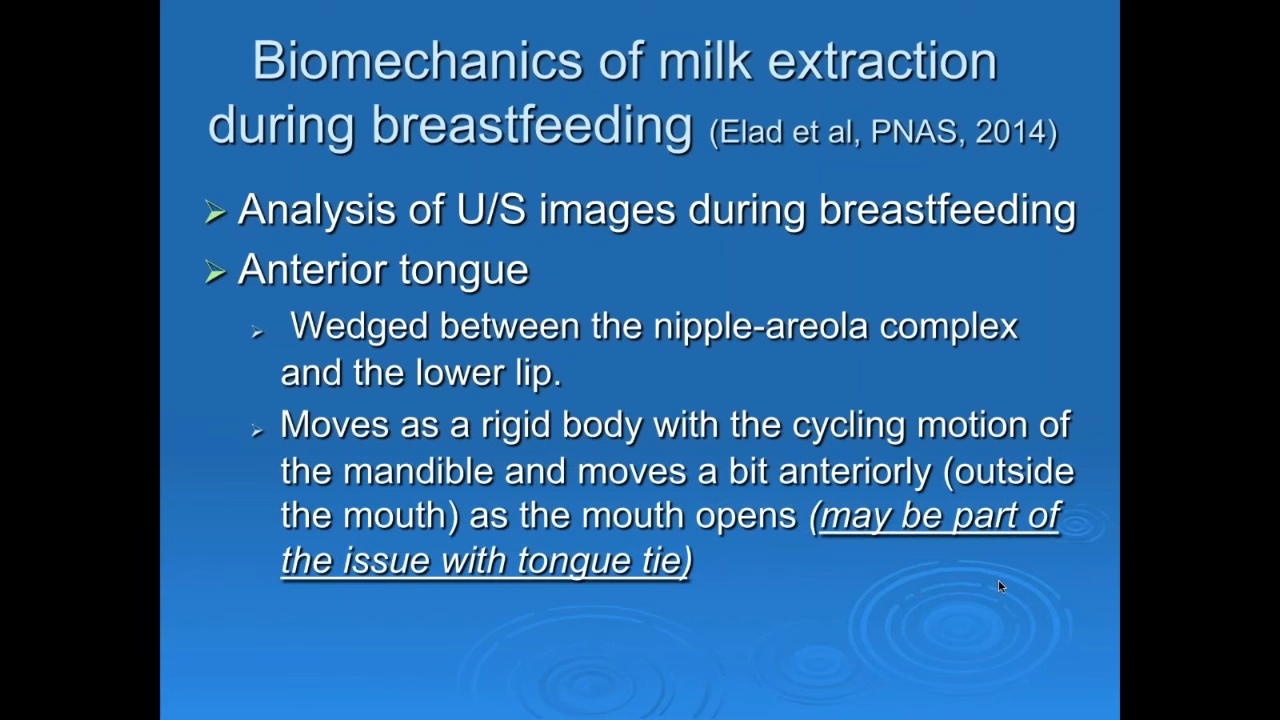 Biomechanics of milk extraction
during breastfeeding (Elad et al, PNAS, 2014)
Analysis of U/S images during breastfeeding
Anterior tongue
Wedged between the nipple-areola complex
and the lower lip.
Moves as a rigid body with the cycling motion of
the mandible and moves a bit anteriorly (outside
the mouth) as the mouth opens (may be part of
the issue with tongue tie)